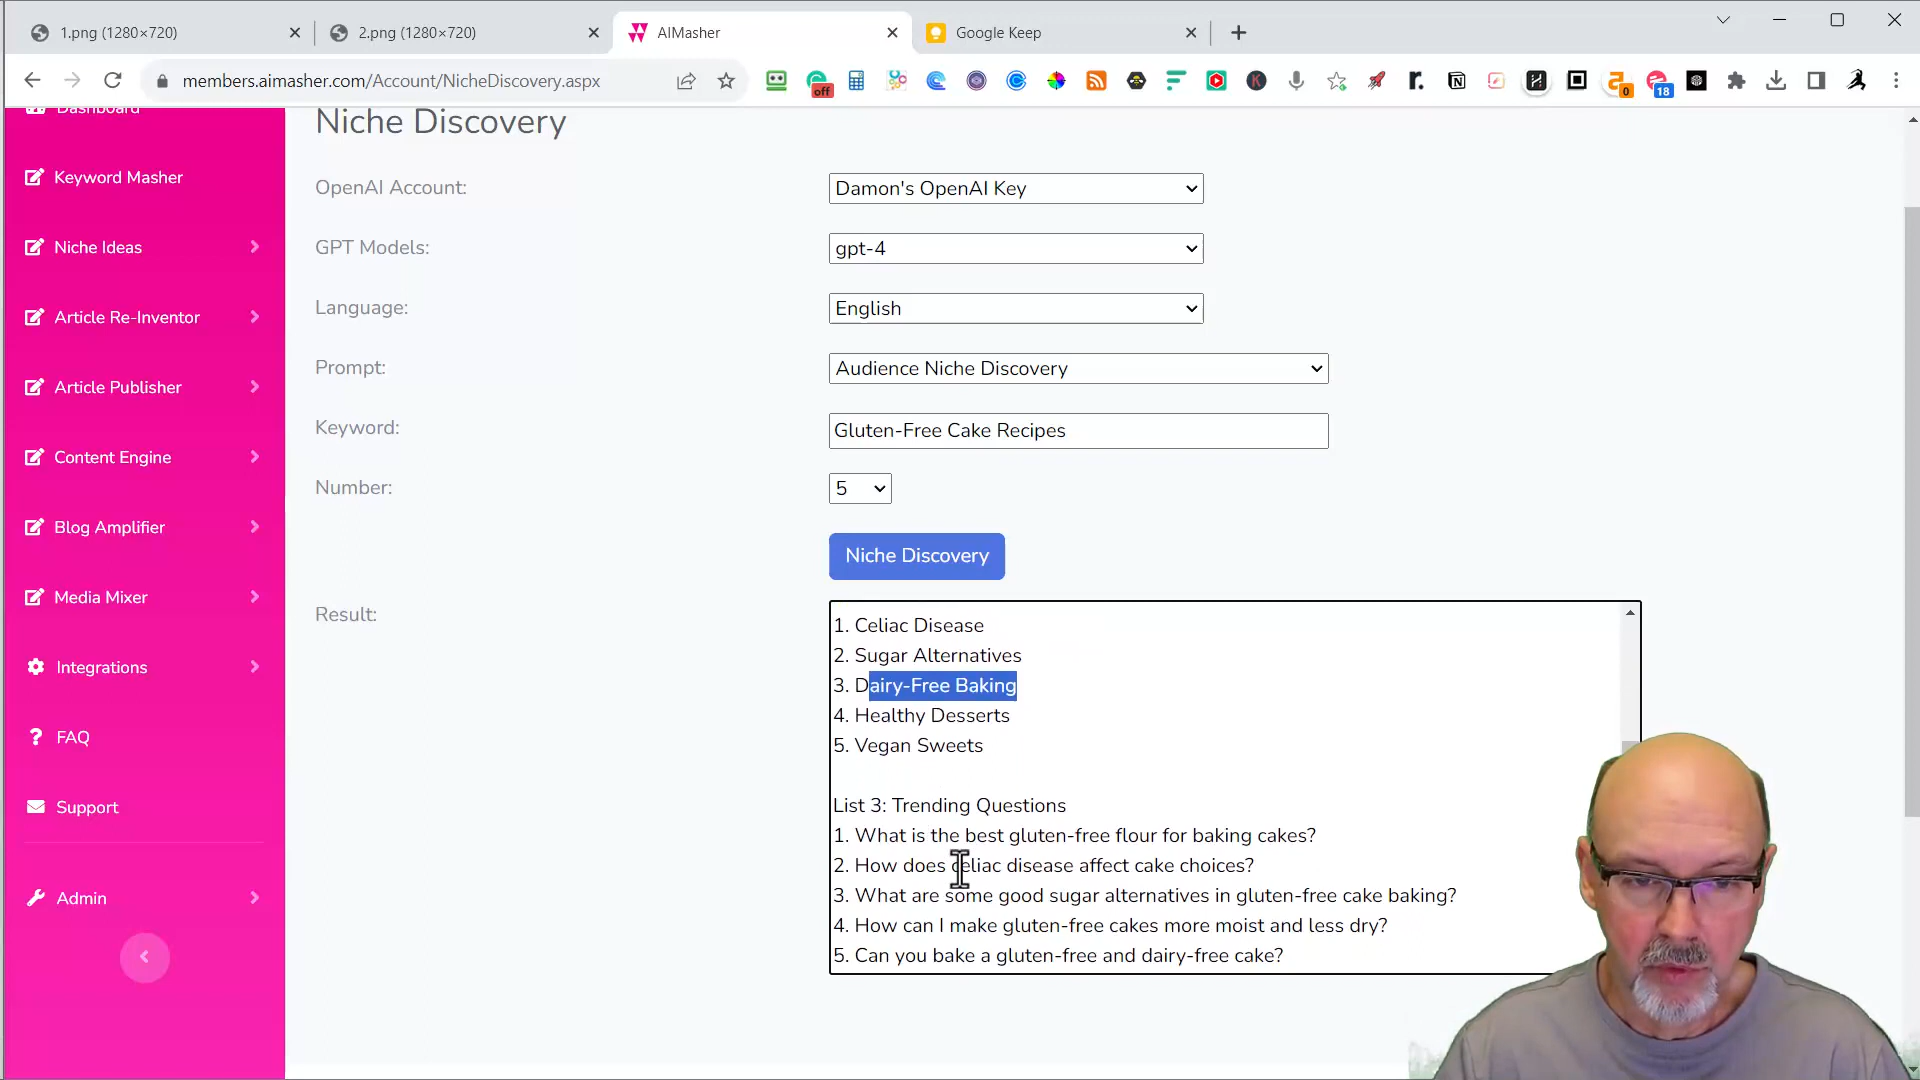 1.png (1280×720)
2.png (1280×720)
AIMasher
Google Keep
members.aimasher.com/Account/NicheDiscovery.aspx
off
0
18
Dashboard
Keyword Masher
Niche Ideas
Article Re-Inventor
Article Publisher
Content Engine
Blog Amplifier
Media Mixer
Integrations
FAQ
Support
Admin
Niche Discovery
OpenAI Account:
Damon's OpenAI Key
GPT Models:
gpt-4
Language:
English
Prompt:
Audience Niche Discovery
Keyword:
Gluten-Free Cake Recipes
Number:
5
Niche Discovery
Result:
1. Celiac Disease
2. Sugar Alternatives
3. Dairy-Free Baking
4. Healthy Desserts
5. Vegan Sweets
List 3: Trending Questions
1. What is the best gluten-free flour for baking cakes?
2. How does celiac disease affect cake choices?
3. What are some good sugar alternatives in gluten-free cake baking?
4. How can I make gluten-free cakes more moist and less dry?
5. Can you bake a gluten-free and dairy-free cake?